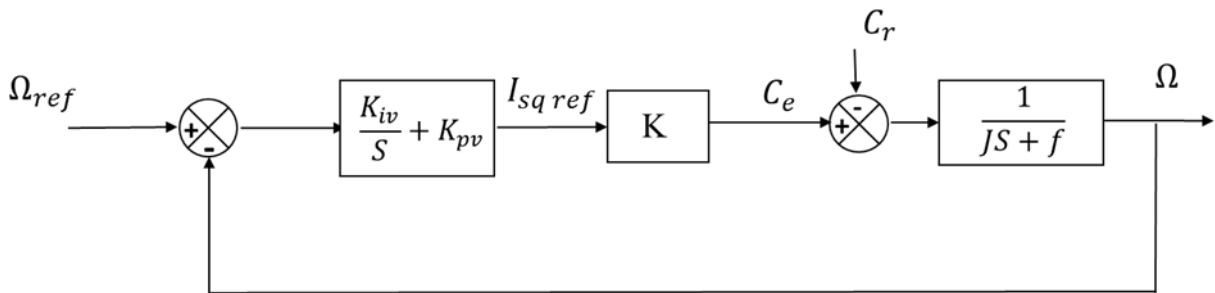 Ω_ref
+
-
K_iv/S + K_pv
I_sq ref
K
C_e
C_r
-
+
1/(JS + f)
Ω